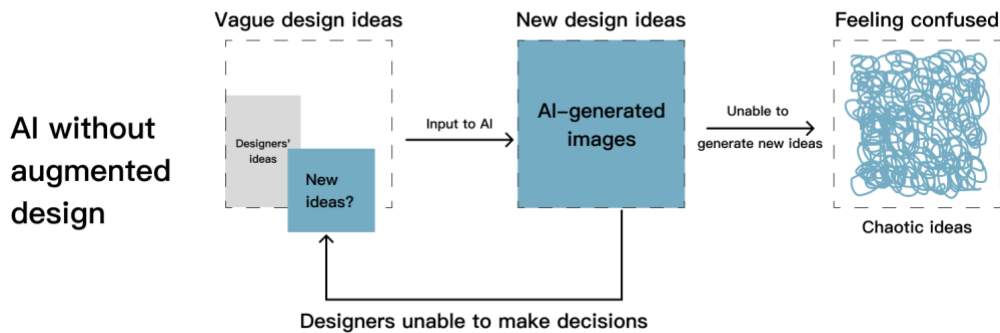 Vague design ideas
New design ideas
Feeling confused
AI without
augmented
design
Designers'
ideas
New
ideas?
Input to AI
AI-generated
images
Unable to
generate new ideas
Chaotic ideas
Designers unable to make decisions